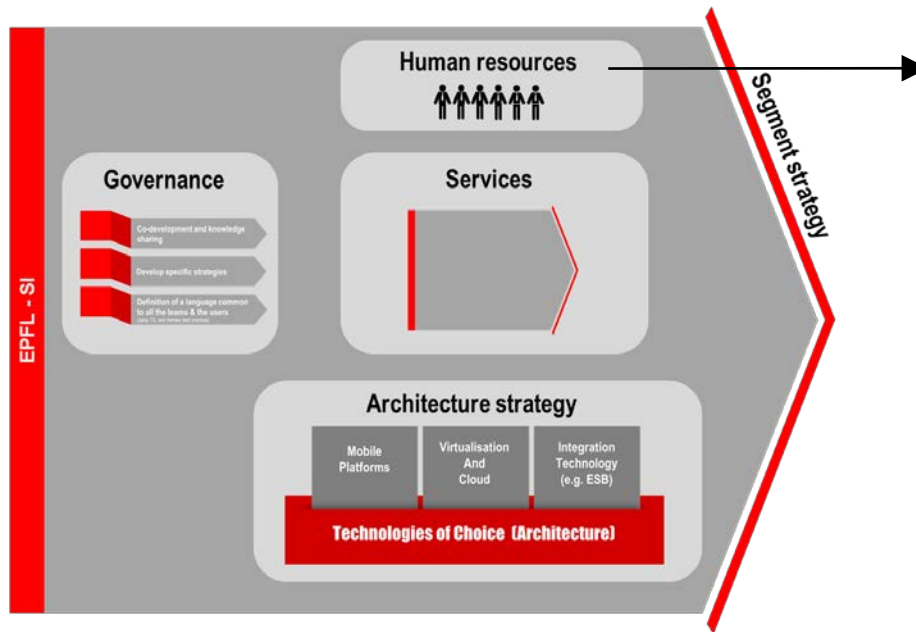 EPFL - SI
Human resources
Segment strategy
Governance
Co-development and knowledge
sharing
Develop specific strategies
Definition of a language common
to all the teams & the users
Services
Architecture strategy
Mobile
Platforms
Virtualisation
And
Cloud
Integration
Technology
(e.g. ESB)
Technologies of Choice (Architecture)